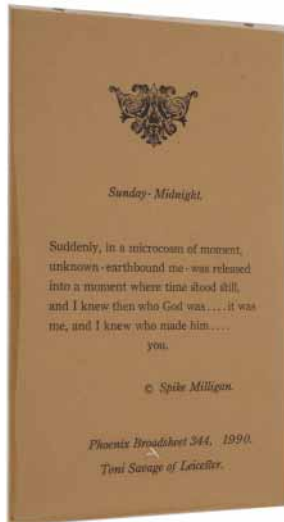 Sunday-Midnight.
Suddenly, in a microcosm of moment,
unknown-earthbound me-was released
into a moment where time stood still,
and I knew then who God was....it was
me, and I knew who made him....
you.
© Spike Milligan.
Phoenix Broadsheet 344, 1990.
Toni Savage of Leicester.